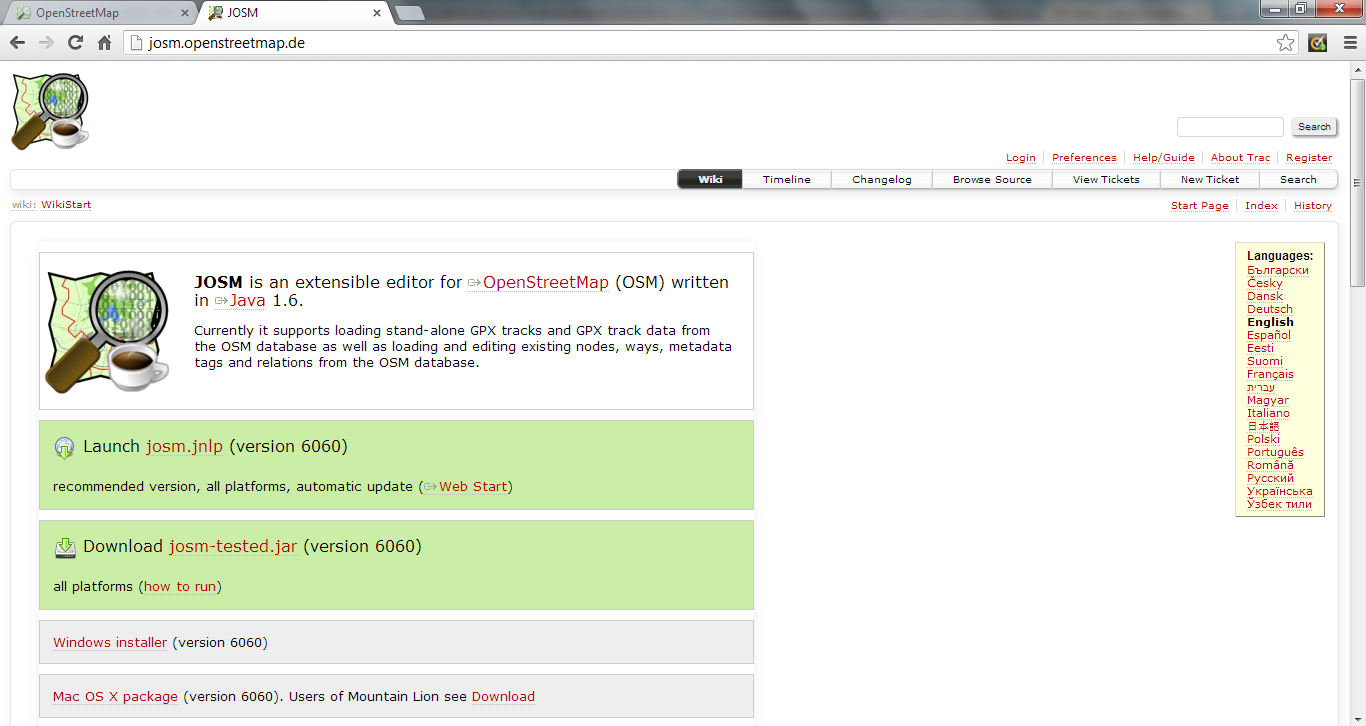 OpenStreetMap
JOSM
josm.openstreetmap.de
Search
Login Preferences Help/Guide About Trac Register
Wiki Timeline Changelog Browse Source View Tickets New Ticket Search
wiki: WikiStart
Start Page Index History
JOSM is an extensible editor for OpenStreetMap (OSM) written
in Java 1.6.
Currently it supports loading stand-alone GPX tracks and GPX track data from
the OSM database as well as loading and editing existing nodes, ways, metadata
tags and relations from the OSM database.
Launch josm.jnlp (version 6060)
recommended version, all platforms, automatic update (Web Start)
Download josm-tested.jar (version 6060)
all platforms (how to run)
Windows installer (version 6060)
Mac OS X package (version 6060). Users of Mountain Lion see Download
Languages:
Български
Česky
Dansk
Deutsch
English
Español
Eesti
Suomi
Français
עברית
Magyar
Italiano
日本語
Polski
Português
Română
Русский
Українська
Ўзбек тили